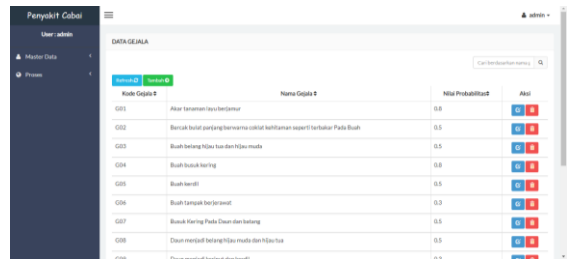 Penyakit Cabai
admin
User : admin
DATA GEJALA
Master Data
Proses
Cari berdasarkan nama g
Refresh Tambah
Kode Gejala Nama Gejala Nilai Probabilitas Aksi
G01 Akar tanaman layu berjamur 0.8
G02 Bercak bulat panjang berwarna coklat kehitaman seperti terbakar Pada Buah 0.5
G03 Buah belang hijau tua dan hijau muda 0.5
G04 Buah busuk kering 0.8
G05 Buah kerdil 0.5
G06 Buah tampak berjerawat 0.3
G07 Busuk Kering Pada Daun dan batang 0.5
G08 Daun menjadi belang hijau muda dan hijau tua 0.5